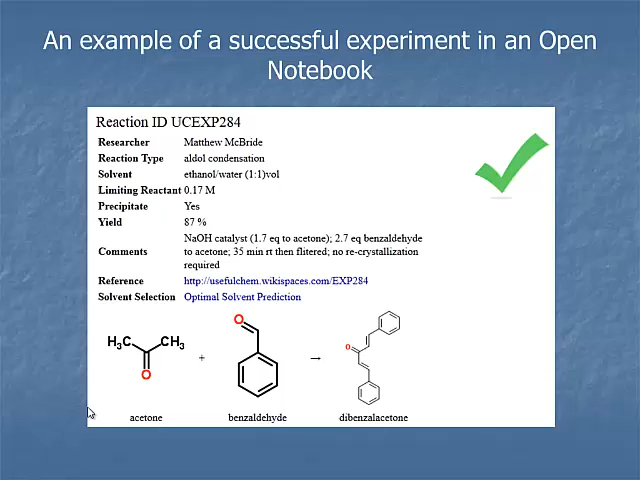 An example of a successful experiment in an Open
Notebook
Reaction ID UCEXP284
Researcher Matthew McBride
Reaction Type aldol condensation
Solvent ethanol/water (1:1)vol
Limiting Reactant 0.17 M
Precipitate Yes
Yield 87 %
NaOH catalyst (1.7 eq to acetone); 2.7 eq benzaldehyde
Comments to acetone; 35 min rt then flitered; no re-crystallization
required
Reference http://usefulchem.wikispaces.com/EXP284
Solvent Selection Optimal Solvent Prediction
H3C CH3 O + O → O
acetone benzaldehyde dibenzalacetone